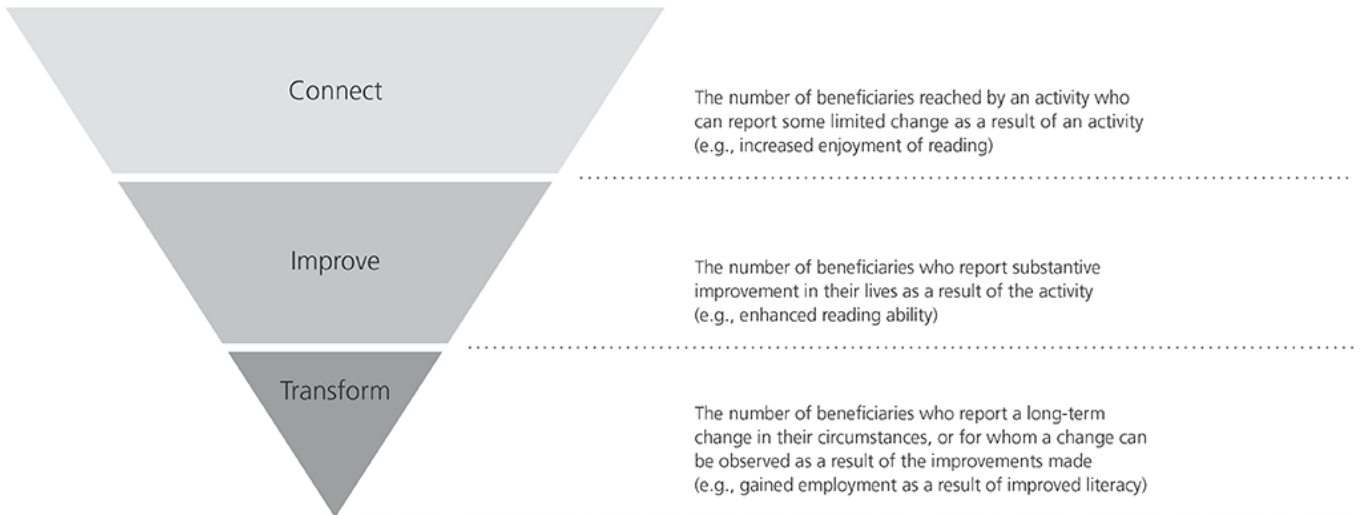 Connect
The number of beneficiaries reached by an activity who
can report some limited change as a result of an activity
(e.g., increased enjoyment of reading)
Improve
The number of beneficiaries who report substantive
improvement in their lives as a result of the activity
(e.g., enhanced reading ability)
Transform
The number of beneficiaries who report a long-term
change in their circumstances, or for whom a change can
be observed as a result of the improvements made
(e.g., gained employment as a result of improved literacy)